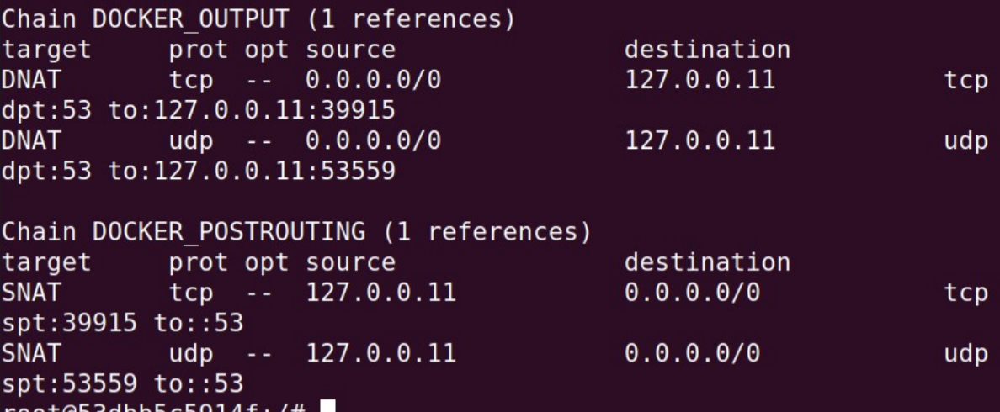 Chain DOCKER_OUTPUT (1 references)
target     prot opt source               destination
DNAT       tcp  --  0.0.0.0/0            127.0.0.11           tcp
dpt:53 to:127.0.0.11:39915
DNAT       udp  --  0.0.0.0/0            127.0.0.11           udp
dpt:53 to:127.0.0.11:53559
Chain DOCKER_POSTROUTING (1 references)
target     prot opt source               destination
SNAT       tcp  --  127.0.0.11           0.0.0.0/0            tcp
spt:39915 to::53
SNAT       udp  --  127.0.0.11           0.0.0.0/0            udp
spt:53559 to::53
root@53dbb5c5914f:/#